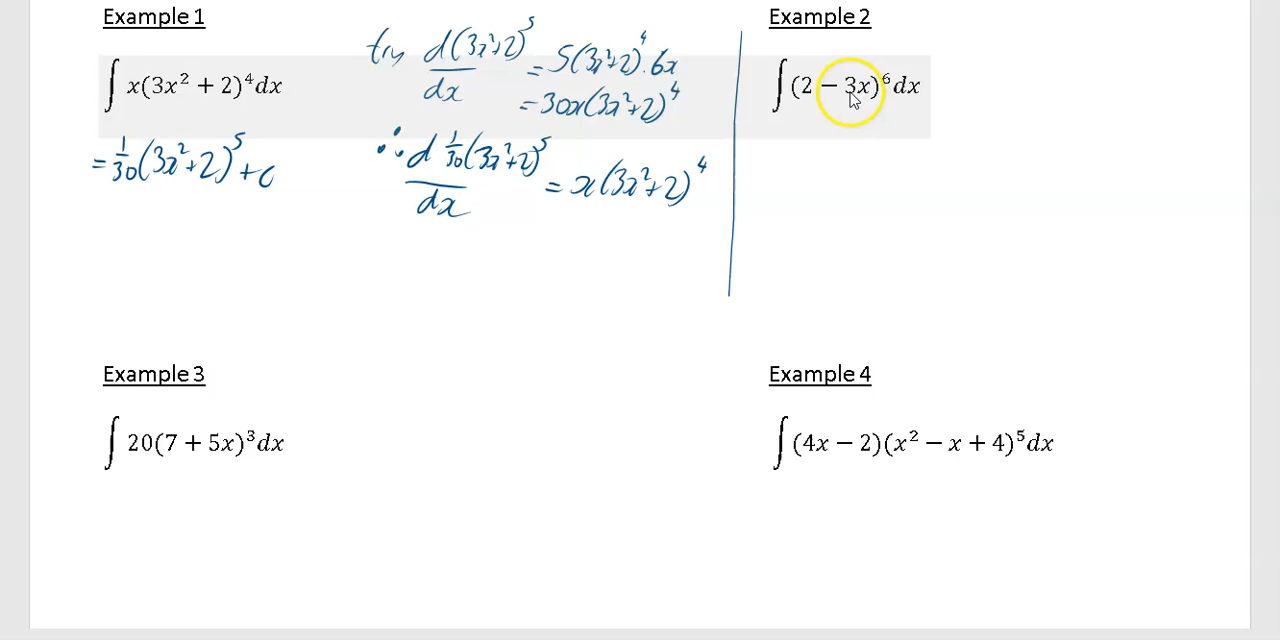 Example 1
∫ x(3x² + 2)⁴dx
= 1/30 (3x²+2)⁵ + c
try d(3x²+2)⁵/dx = 5(3x²+2)⁴ · 6x
= 30x(3x²+2)⁴
∴ d 1/30 (3x²+2)⁵/dx = x(3x²+2)⁴
Example 2
∫ (2 − 3x)⁶dx
Example 3
∫ 20(7 + 5x)³dx
Example 4
∫ (4x − 2)(x² − x + 4)⁵dx